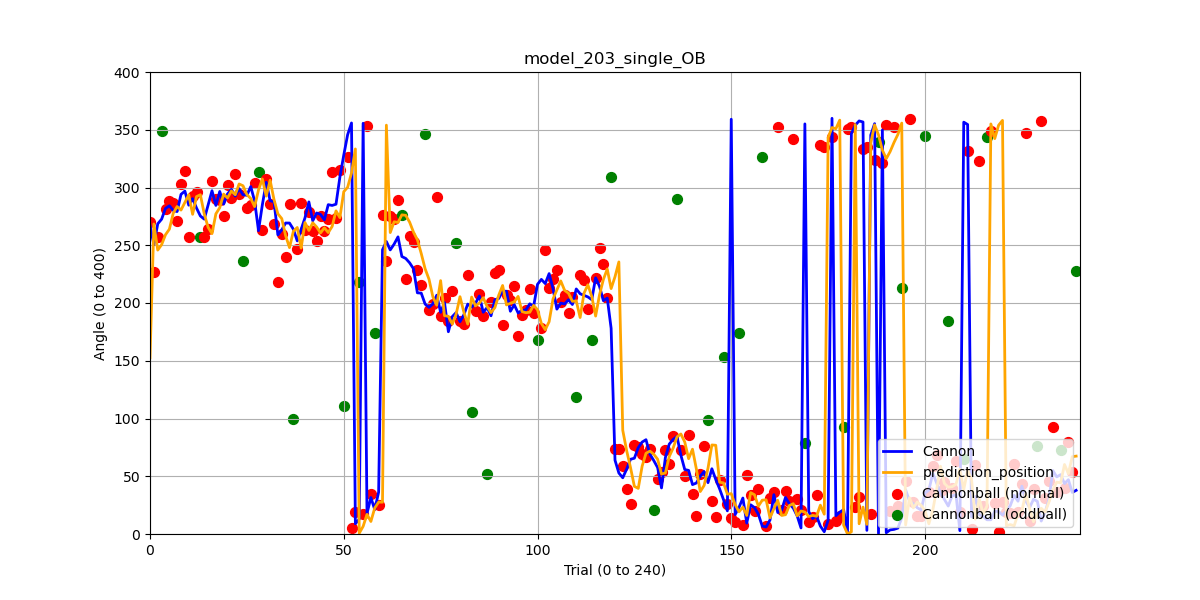 model_203_single_OB
Angle (0 to 400)
400
350
300
250
200
150
100
50
0
0 50 100 150 200
Trial (0 to 240)
Cannon
prediction_position
Cannonball (normal)
Cannonball (oddball)